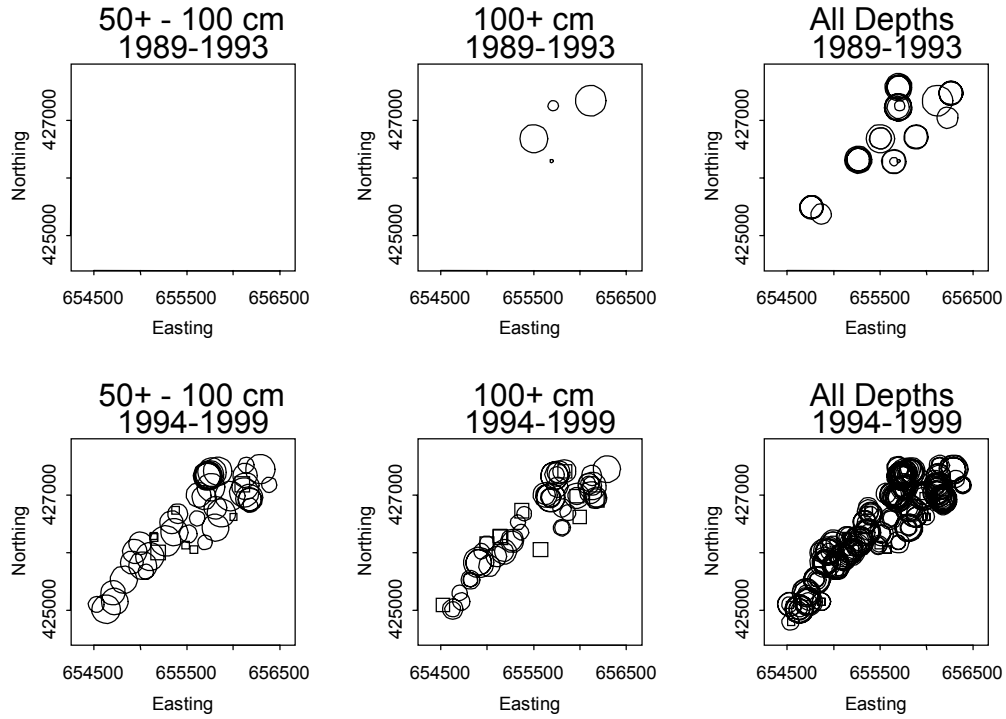 50+ - 100 cm
1989-1993
Northing
427000
425000
654500 655500 656500
Easting
100+ cm
1989-1993
Northing
427000
425000
654500 655500 656500
Easting
All Depths
1989-1993
Northing
427000
425000
654500 655500 656500
Easting
50+ - 100 cm
1994-1999
Northing
427000
425000
654500 655500 656500
Easting
100+ cm
1994-1999
Northing
427000
425000
654500 655500 656500
Easting
All Depths
1994-1999
Northing
427000
425000
654500 655500 656500
Easting